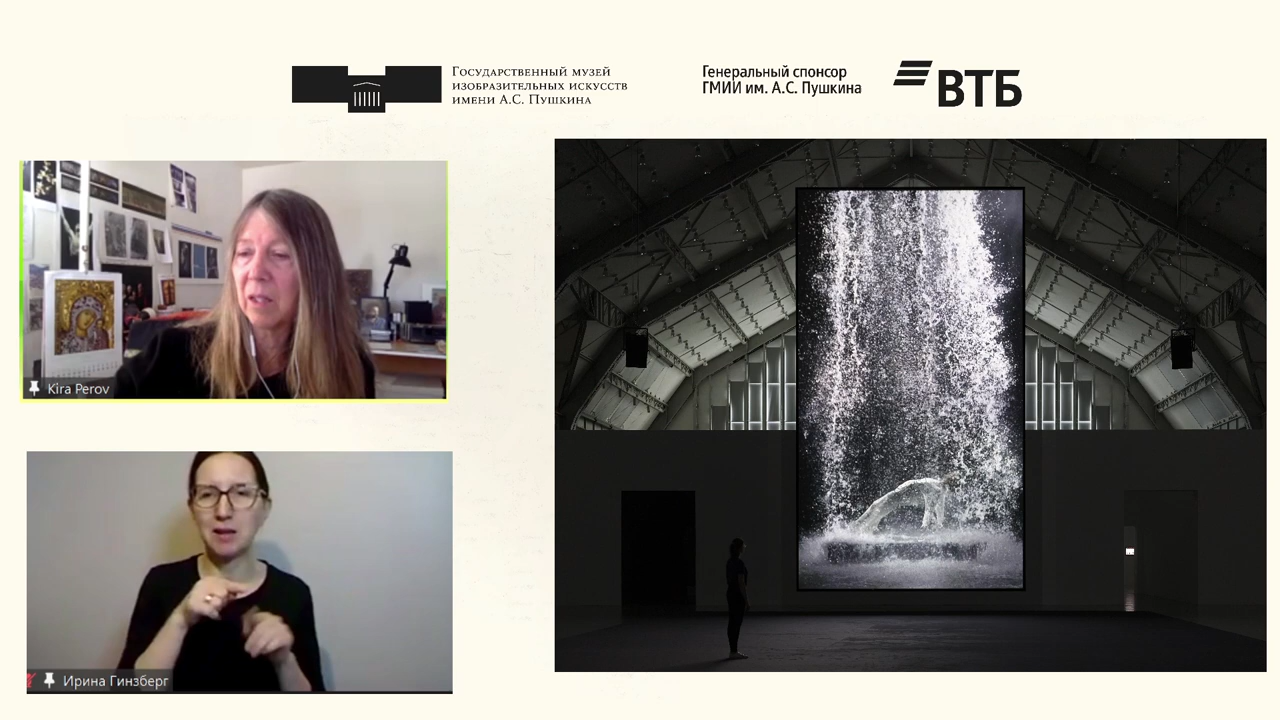 Государственный музей
изобразительных искусств
имени А.С. Пушкина
Генеральный спонсор
ГМИИ им. А.С. Пушкина
ВТБ
Kira Perov
Ирина Гинзберг